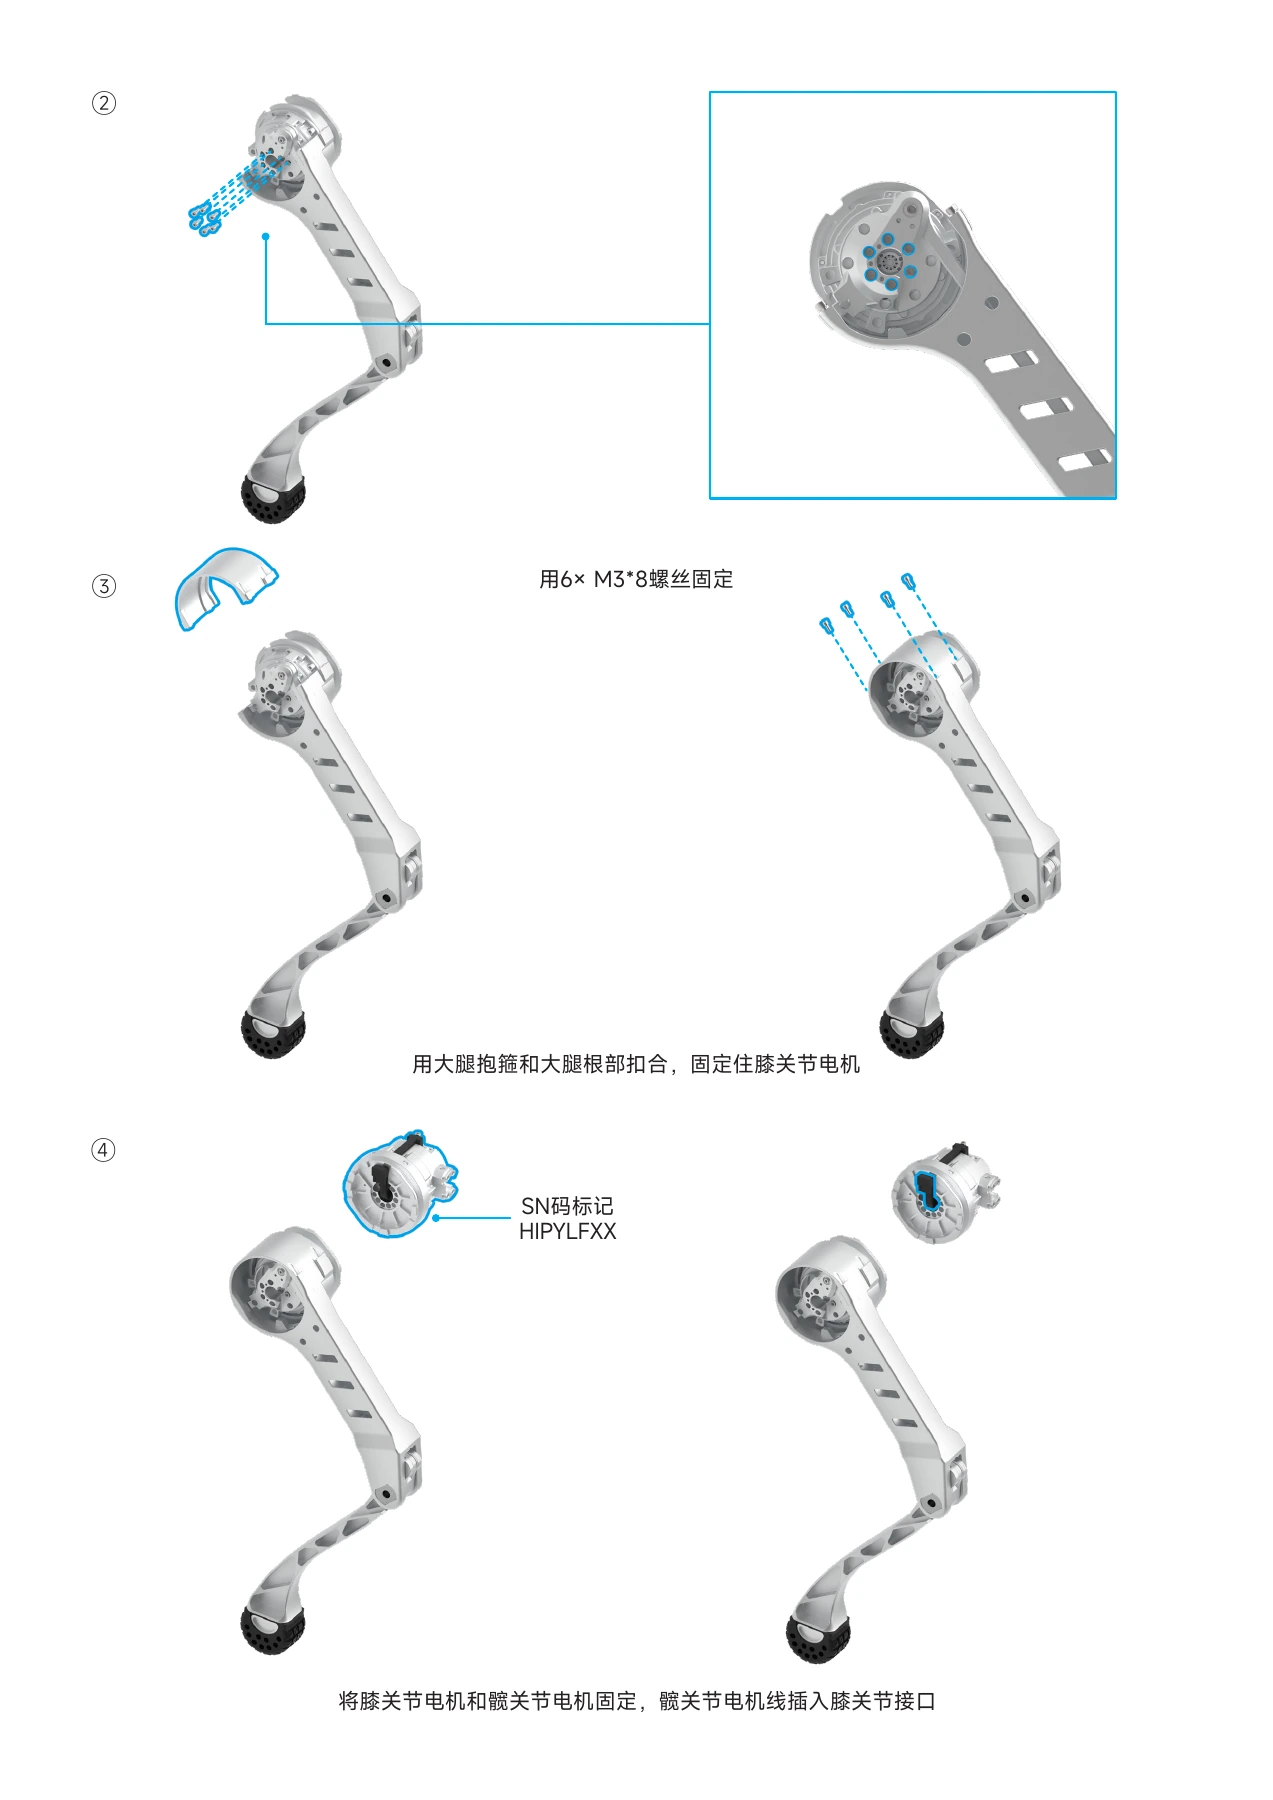 ②
用6× M3*8螺丝固定
③
用大腿抱箍和大腿根部扣合，固定住膝关节电机
④
SN码标记
HIPYLFXX
将膝关节电机和髋关节电机固定，髋关节电机线插入膝关节接口